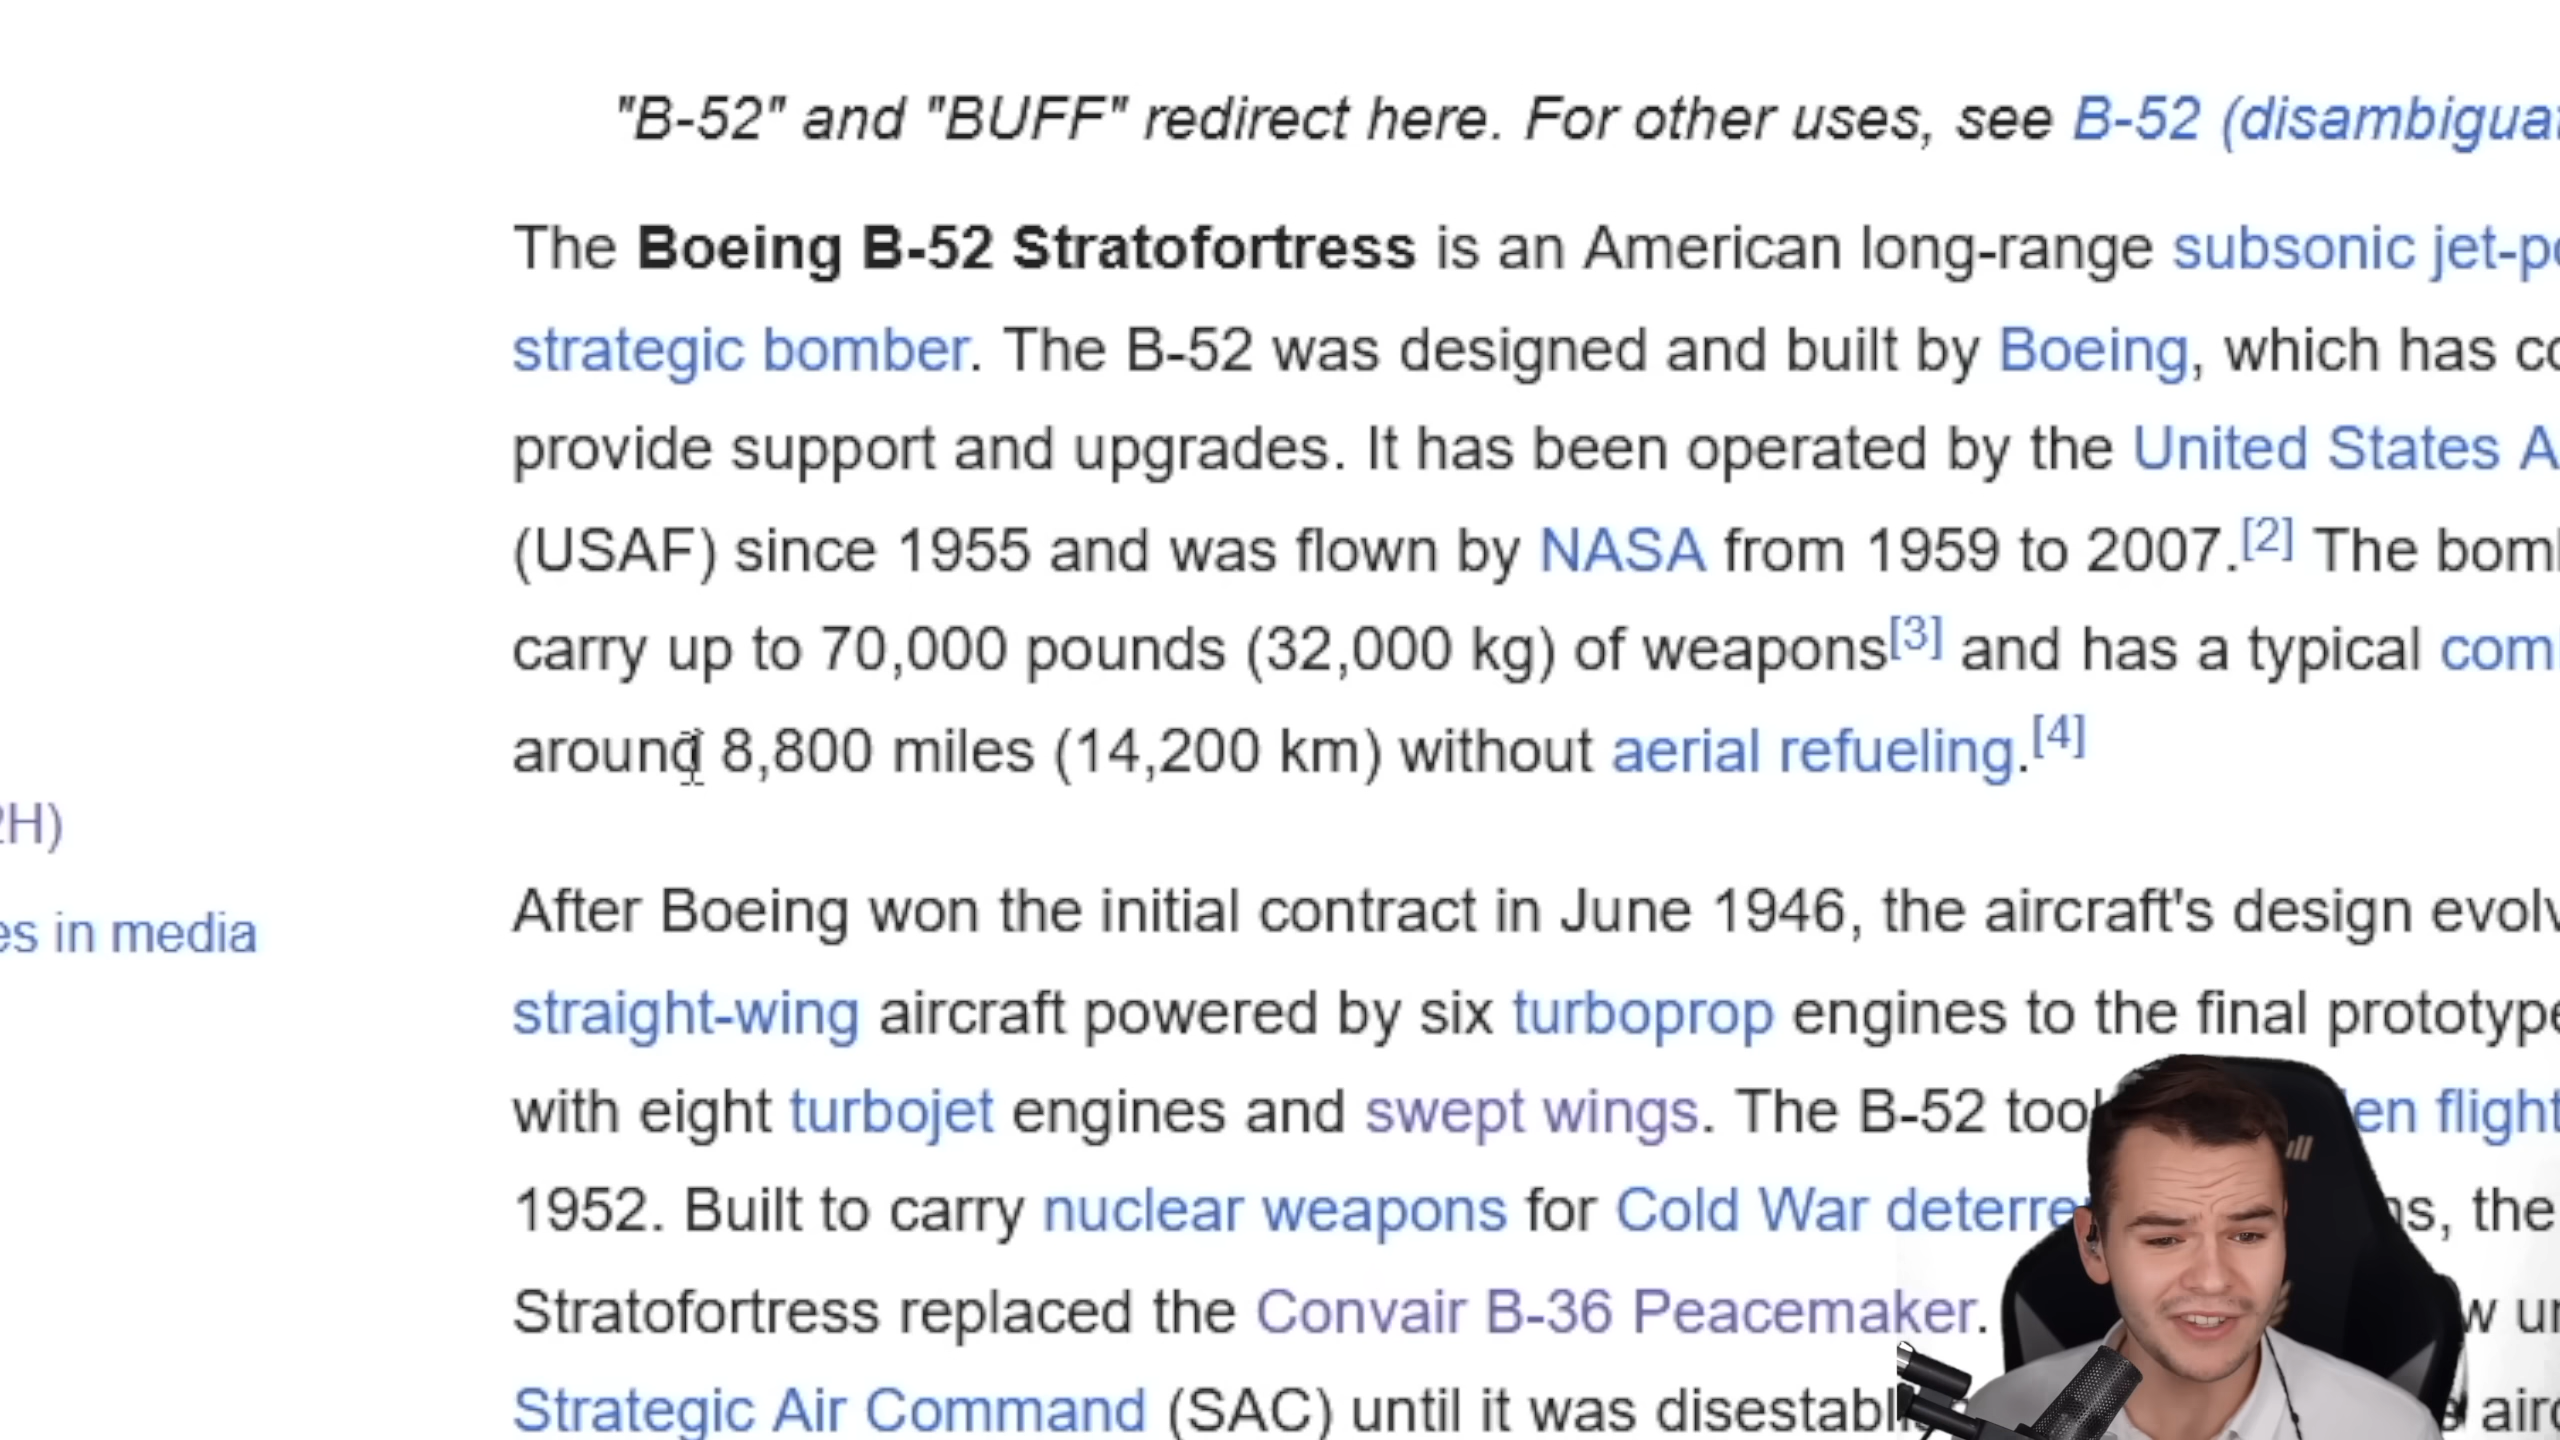 "B-52" and "BUFF" redirect here. For other uses, see B-52
The Boeing B-52 Stratofortress is an American long-range subsonic
strategic bomber. The B-52 was designed and built by Boeing, which has
provide support and upgrades. It has been operated by the United States
(USAF) since 1955 and was flown by NASA from 1959 to 2007.[2] The
carry up to 70,000 pounds (32,000 kg) of weapons[3] and has a typical
around 8,800 miles (14,200 km) without aerial refueling.[4]
es in media
After Boeing won the initial contract in June 1946, the aircraft's design
straight-wing aircraft powered by six turboprop engines to the final
with eight turbojet engines and swept wings. The B-52 flight
1952. Built to carry nuclear weapons for Cold War the
Stratofortress replaced the Convair B-36 Peacemaker.
Strategic Air Command (SAC) until it was